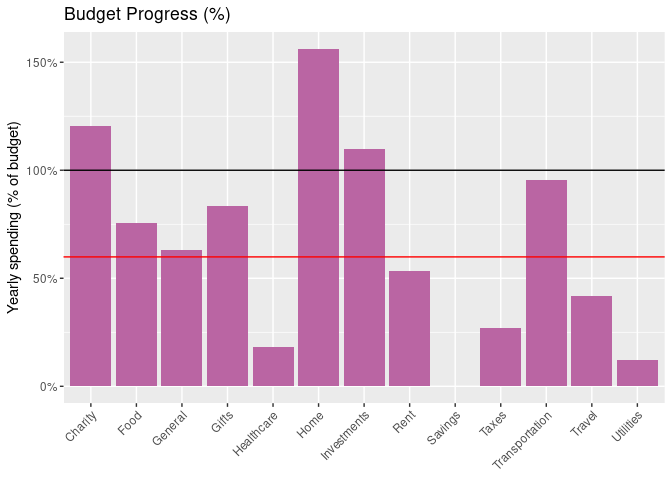 Budget Progress (%)
Yearly spending (% of budget)
150%
100%
50%
0%
Charity
Food
General
Gifts
Healthcare
Home
Investments
Rent
Savings
Taxes
Transportation
Travel
Utilities